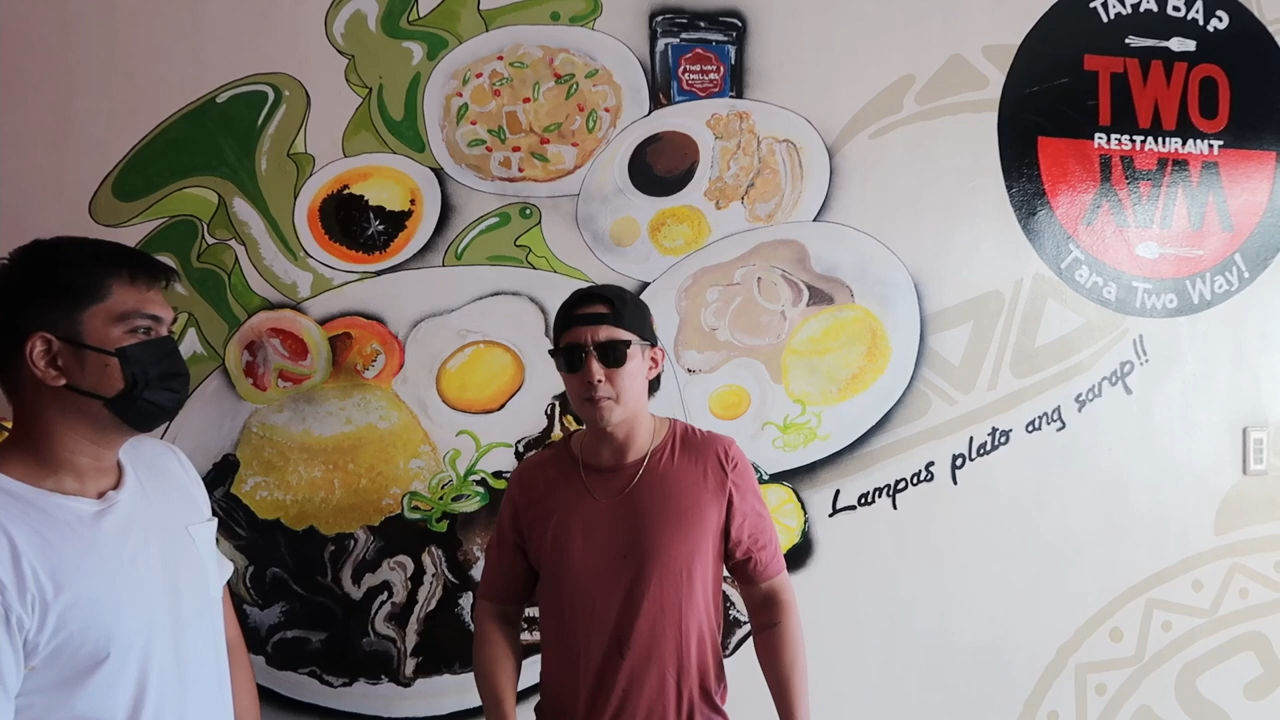 TAPA BA?
TWO
RESTAURANT
WAY
Tara Two Way!
TWO WAY
CHILLIES
Lampas plato ang sarap!!